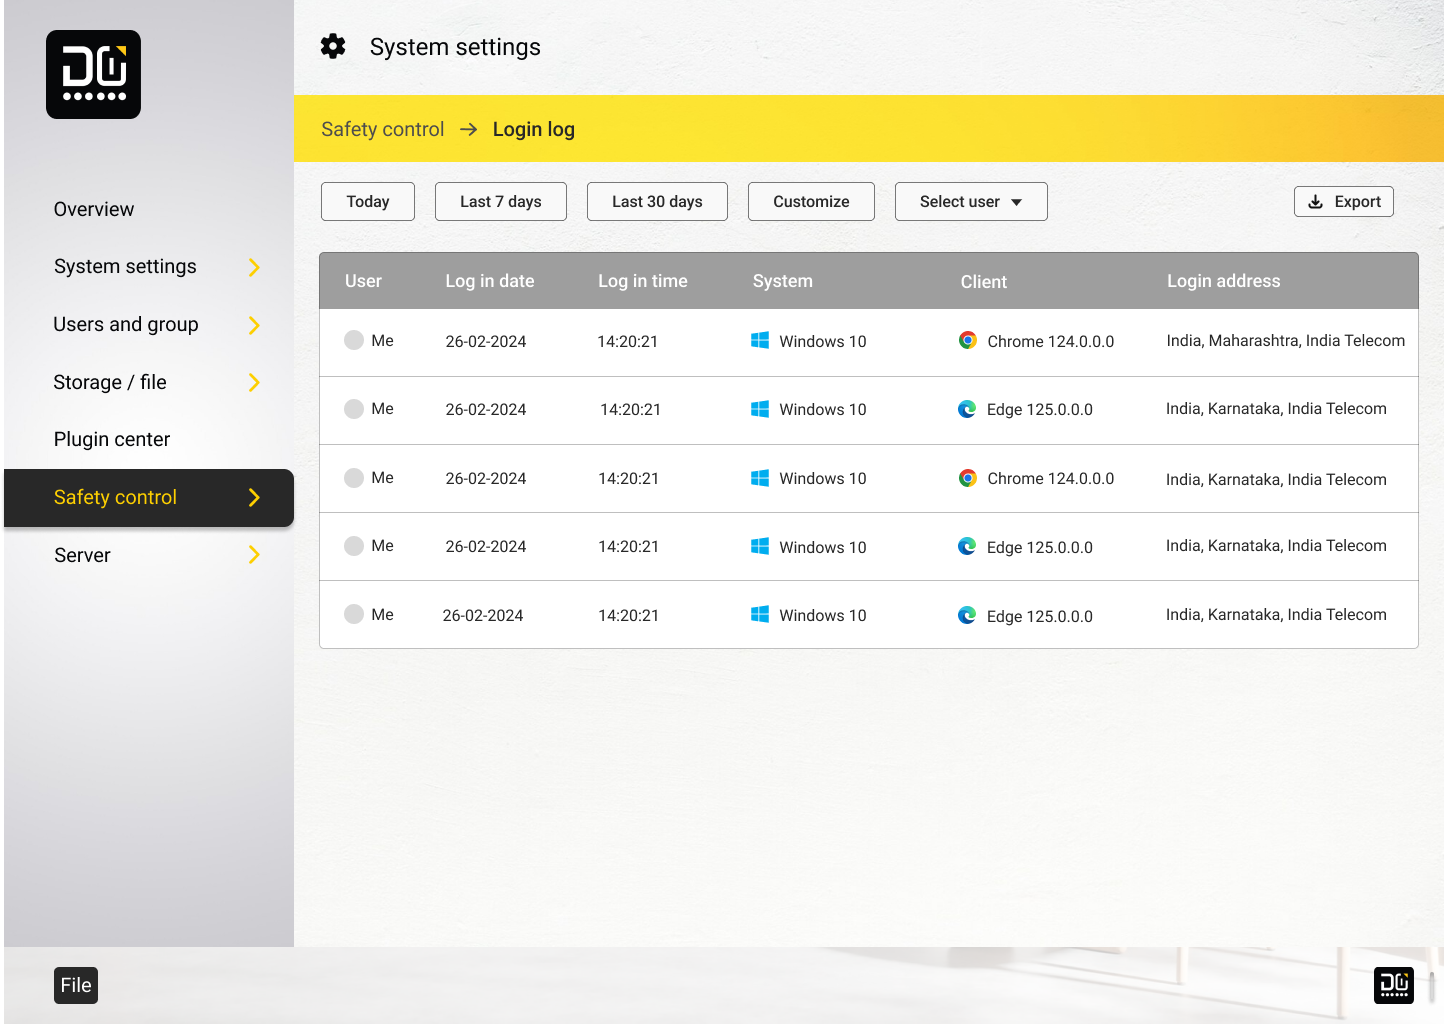 System settings
Safety control → Login log
Overview
System settings
Users and group
Storage / file
Plugin center
Safety control
Server
Today Last 7 days Last 30 days Customize Select user Export
User Log in date Log in time System Client Login address
Me 26-02-2024 14:20:21 Windows 10 Chrome 124.0.0.0 India, Maharashtra, India Telecom
Me 26-02-2024 14:20:21 Windows 10 Edge 125.0.0.0 India, Karnataka, India Telecom
Me 26-02-2024 14:20:21 Windows 10 Chrome 124.0.0.0 India, Karnataka, India Telecom
Me 26-02-2024 14:20:21 Windows 10 Edge 125.0.0.0 India, Karnataka, India Telecom
Me 26-02-2024 14:20:21 Windows 10 Edge 125.0.0.0 India, Karnataka, India Telecom
File